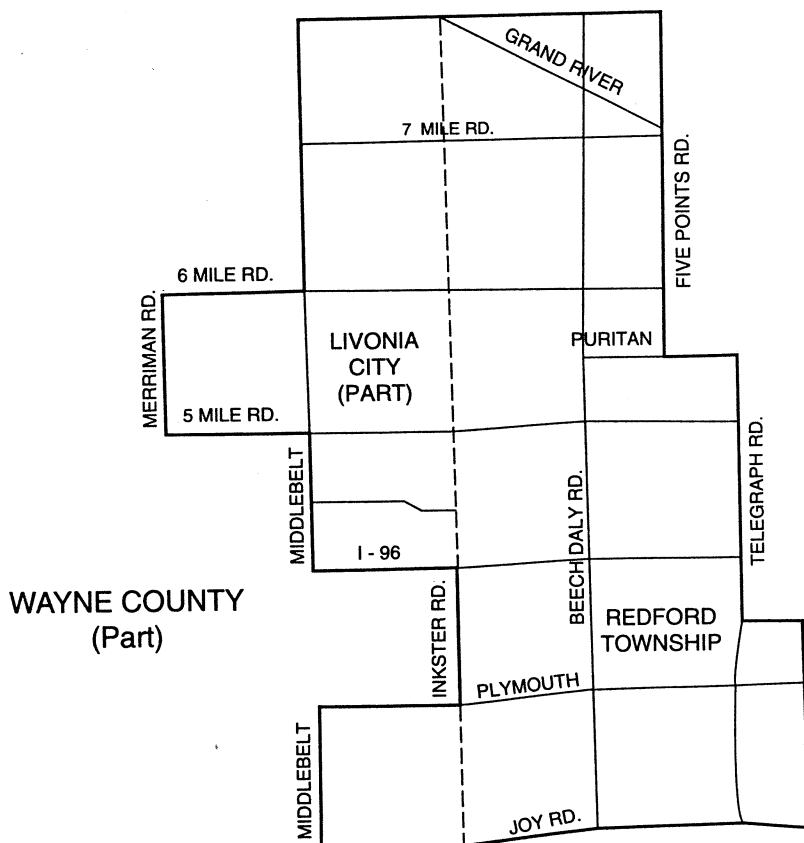 GRAND RIVER
7 MILE RD.
FIVE POINTS RD.
6 MILE RD.
MERRIMAN RD.
LIVONIA
CITY
(PART)
PURITAN
5 MILE RD.
MIDDLEBELT
TELEGRAPH RD.
I - 96
BEECH DALY RD.
WAYNE COUNTY
(Part)
INKSTER RD.
REDFORD
TOWNSHIP
PLYMOUTH
MIDDLEBELT
JOY RD.